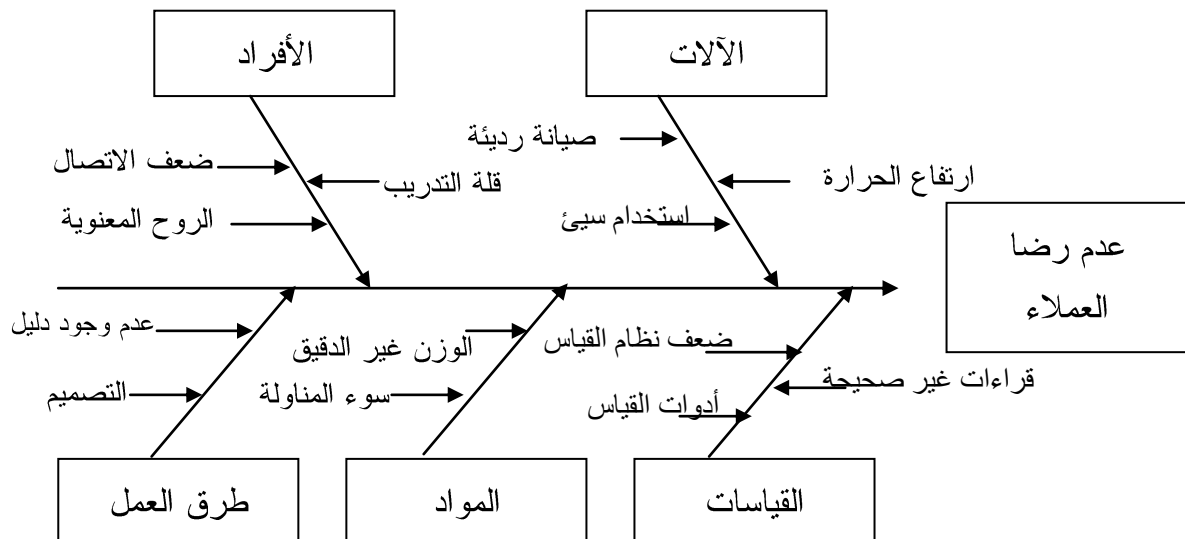 الآلات
الأفراد
صيانة رديئة
ارتفاع الحرارة
استخدام سيئ
ضعف الاتصال
قلة التدريب
الروح المعنوية
عدم رضا
العملاء
ضعف نظام القياس
قراءات غير صحيحة
أدوات القياس
الوزن غير الدقيق
سوء المناولة
عدم وجود دليل
التصميم
القياسات
المواد
طرق العمل